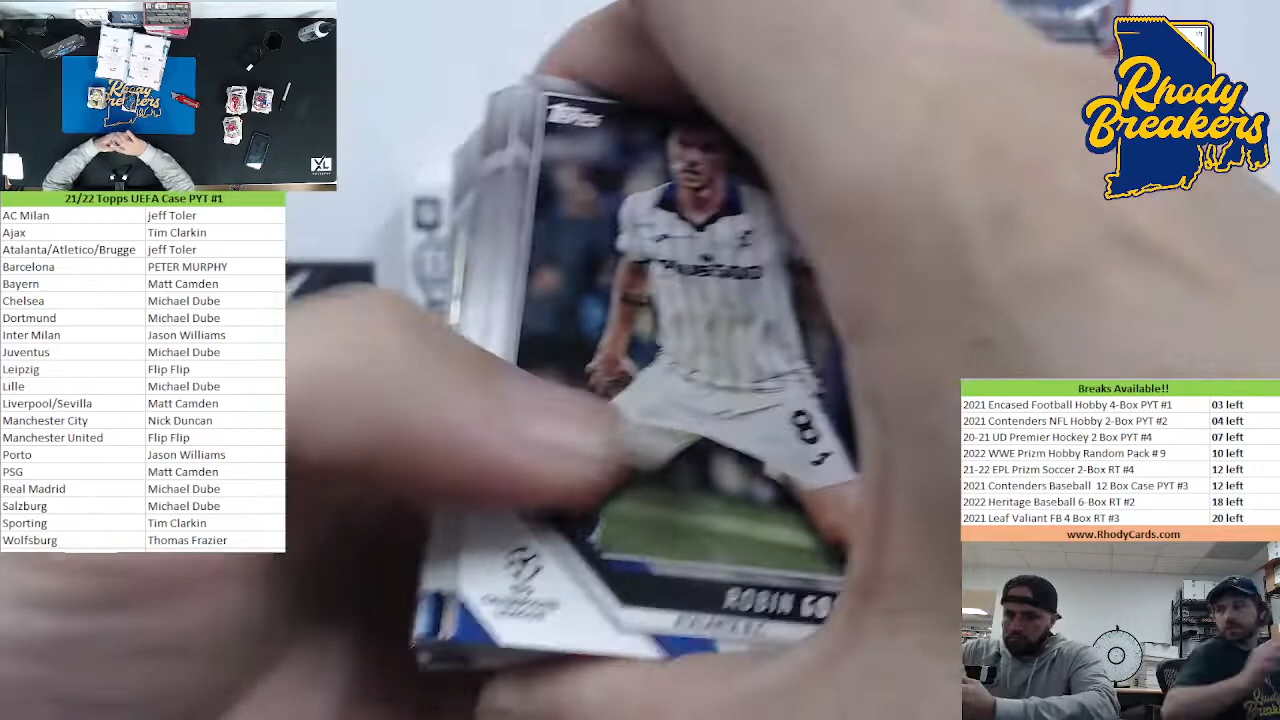 Rhody
Breakers
XL
21/22 Topps UEFA Case PYT #1
AC Milan jeff Toler
Ajax Tim Clarkin
Atalanta/Atletico/Brugge jeff Toler
Barcelona PETER MURPHY
Bayern Matt Camden
Chelsea Michael Dube
Dortmund Michael Dube
Inter Milan Jason Williams
Juventus Michael Dube
Leipzig Flip Flip
Lille Michael Dube
Liverpool/Sevilla Matt Camden
Manchester City Nick Duncan
Manchester United Flip Flip
Porto Jason Williams
PSG Matt Camden
Real Madrid Michael Dube
Salzburg Michael Dube
Sporting Tim Clarkin
Wolfsburg Thomas Frazier
Topps
8
ROBIN GO
Rhody
Breakers
Breaks Available!!
2021 Encased Football Hobby 4-Box PYT #1 03 left
2021 Contenders NFL Hobby 2-Box PYT #2 04 left
20-21 UD Premier Hockey 2 Box PYT #4 07 left
2022 WWE Prizm Hobby Random Pack # 9 10 left
21-22 EPL Prizm Soccer 2-Box RT #4 12 left
2021 Contenders Baseball 12 Box Case PYT #3 12 left
2022 Heritage Baseball 6-Box RT #2 18 left
2021 Leaf Valiant FB 4 Box RT #3 20 left
www.RhodyCards.com